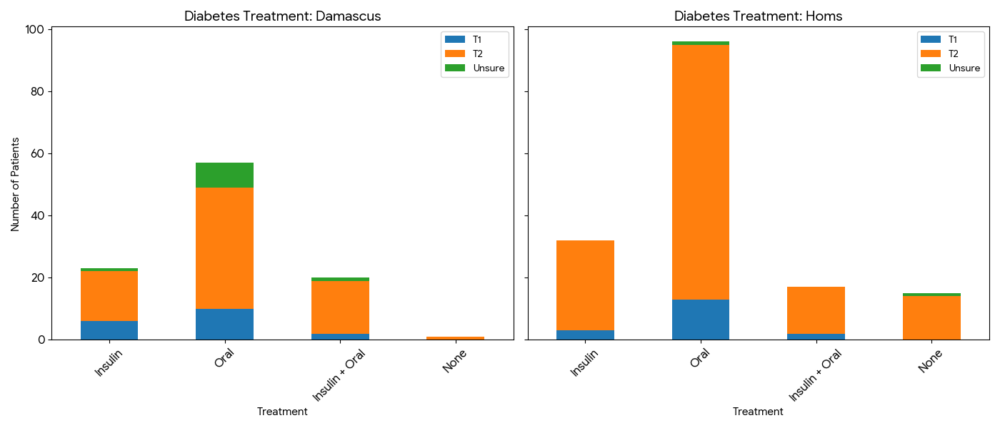 Diabetes Treatment: Damascus
Number of Patients
100
80
60
40
20
0
T1
T2
Unsure
Insulin
Oral
Insulin + Oral
None
Treatment
Diabetes Treatment: Homs
T1
T2
Unsure
Insulin
Oral
Insulin + Oral
None
Treatment